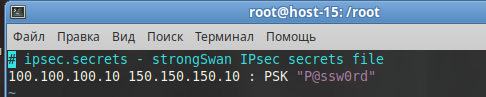 root@host-15: /root
Файл Правка Вид Поиск Терминал Помощь
# ipsec.secrets - strongSwan IPsec secrets file
100.100.100.10 150.150.150.10 : PSK "P@ssw0rd"
~